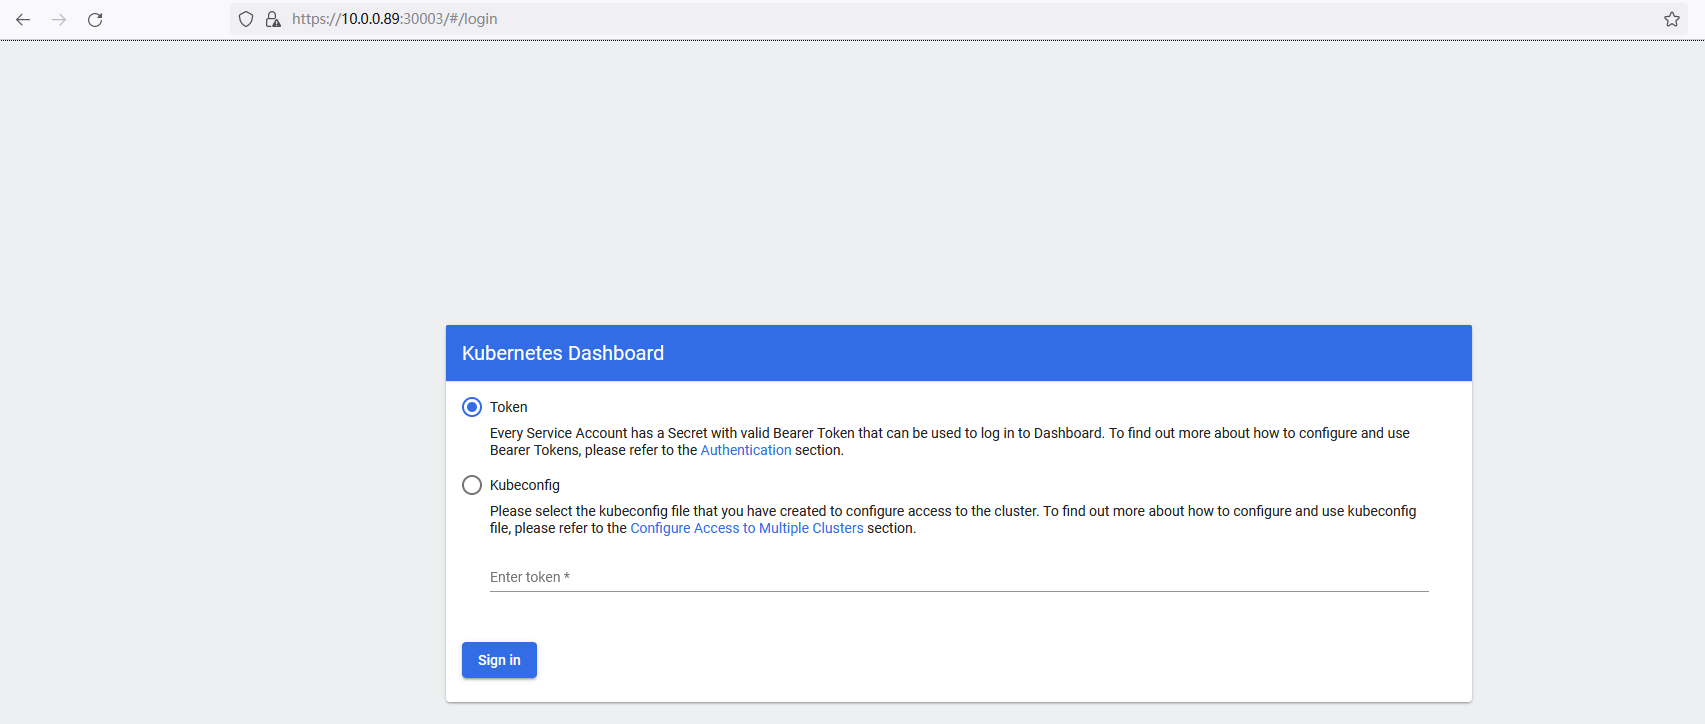 https://10.0.0.89:30003/#/login
Kubernetes Dashboard
Token
Every Service Account has a Secret with valid Bearer Token that can be used to log in to Dashboard. To find out more about how to configure and use
Bearer Tokens, please refer to the Authentication section.
Kubeconfig
Please select the kubeconfig file that you have created to configure access to the cluster. To find out more about how to configure and use kubeconfig
file, please refer to the Configure Access to Multiple Clusters section.
Enter token *
Sign in